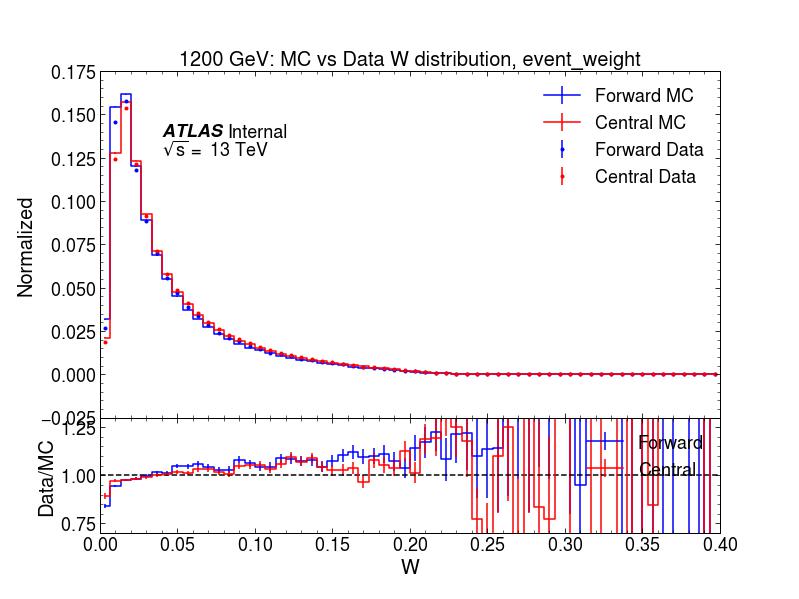 1200 GeV: MC vs Data W distribution, event_weight
0.175
0.150
0.125
0.100
0.075
0.050
0.025
0.000
−0.025
Normalized
ATLAS Internal
√s = 13 TeV
Forward MC
Central MC
Forward Data
Central Data
1.25
1.00
0.75
Data/MC
Forward
Central
0.00 0.05 0.10 0.15 0.20 0.25 0.30 0.35 0.40
W